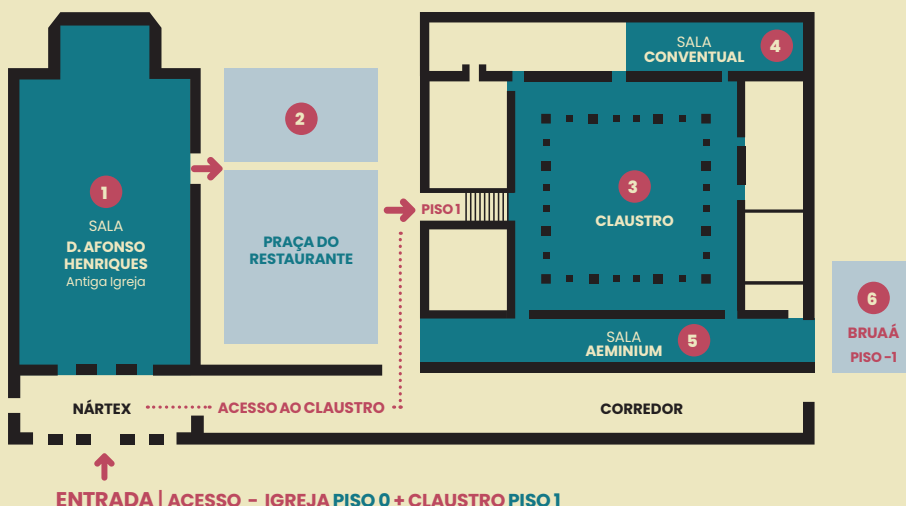 1
SALA
D. AFONSO
HENRIQUES
Antiga Igreja
2
PRAÇA DO
RESTAURANTE
PISO 1
SALA
CONVENTUAL
4
3
CLAUSTRO
SALA
AEMINIUM
5
6
BRUAÁ
PISO -1
NÁRTEX
ACESSO AO CLAUSTRO
CORREDOR
ENTRADA | ACESSO - IGREJA PISO 0 + CLAUSTRO PISO 1